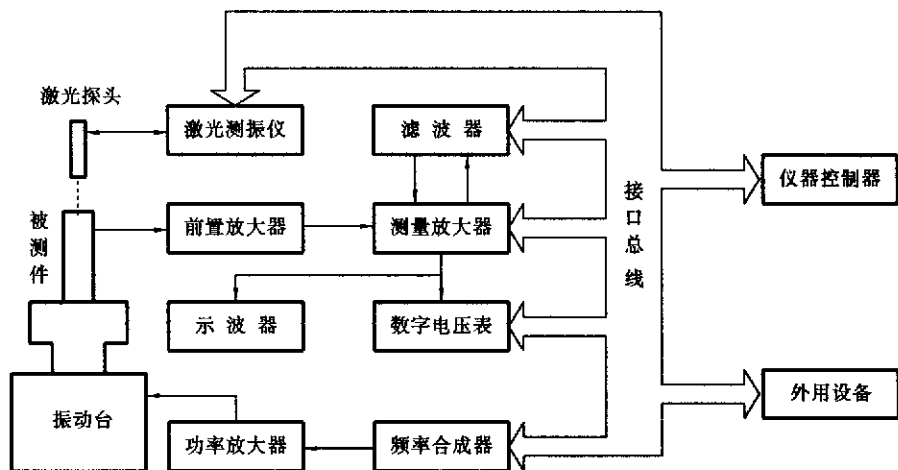 激光探头
激光测振仪
滤波器
仪器控制器
接口总线
被测件
前置放大器
测量放大器
示波器
数字电压表
外用设备
振动台
功率放大器
频率合成器